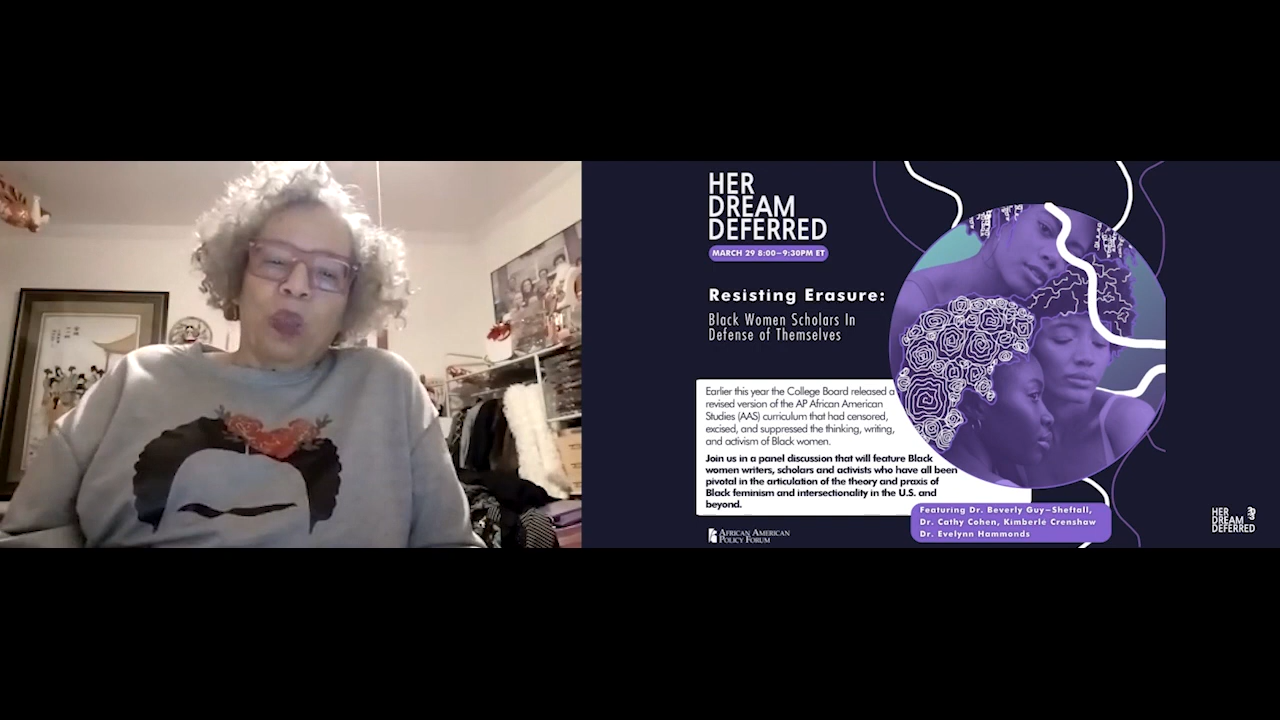 HER
DREAM
DEFERRED
MARCH 29 8:00–9:30PM ET
Resisting Erasure:
Black Women Scholars In
Defense of Themselves
Earlier this year the College Board released a
revised version of the AP African American
Studies (AAS) curriculum that had censored,
excised, and suppressed the thinking, writing,
and activism of Black women.
Join us in a panel discussion that will feature Black
women writers, scholars and activists who have all been
pivotal in the articulation of the theory and praxis of
Black feminism and intersectionality in the U.S. and
beyond.
Featuring Dr. Beverly Guy–Sheftall,
Dr. Cathy Cohen, Kimberlé Crenshaw
Dr. Evelynn Hammonds
AFRICAN AMERICAN
POLICY FORUM
HER
DREAM
DEFERRED